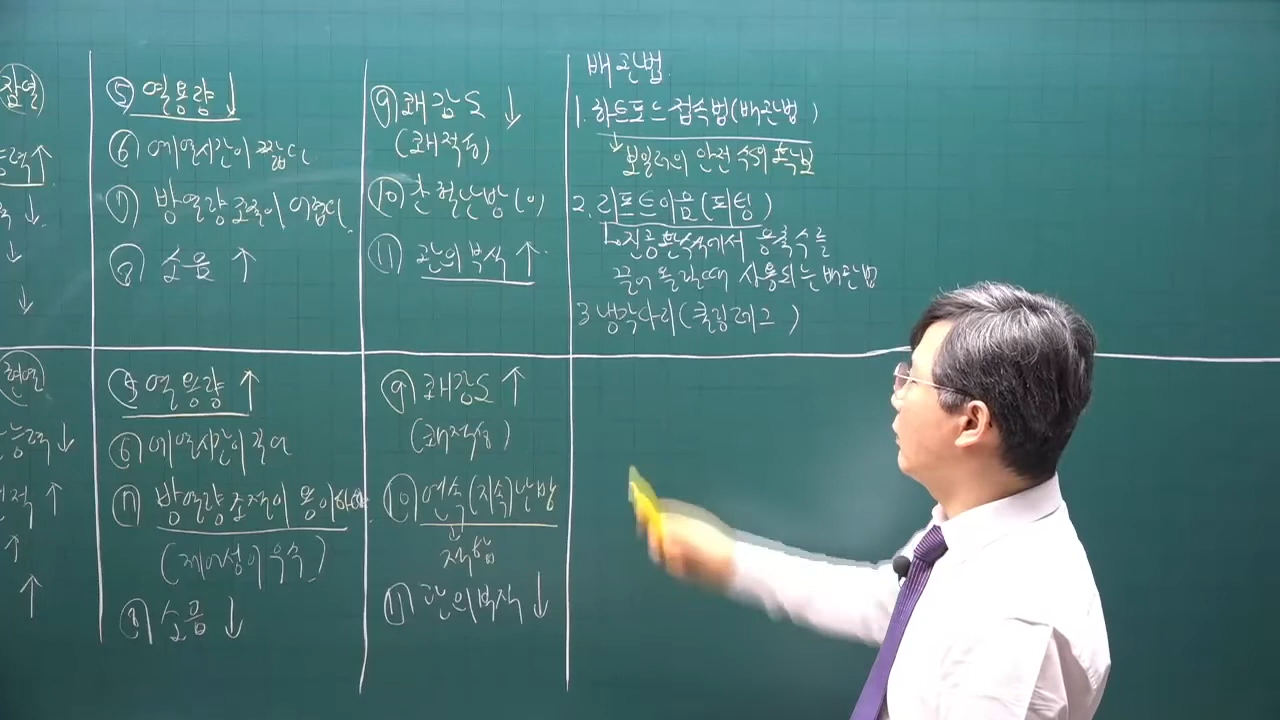 잠열
⑤ 열용량 ↓
⑥ 예열시간이 짧다.
⑦ 방열량 조절이 어렵다.
⑧ 소음 ↑
⑨ 쾌감도 ↓
(쾌적성)
⑩ 간헐난방(이)
⑪ 관의 부식 ↑
배관법
1. 하트포드 접속법(배관법)
↓ 보일러의 안전수위 확보
2. 리프트이음(피팅)
↳ 진공환수식에서 응축수를
끌어 올릴때 사용되는 배관법
3. 냉각다리(쿨링레그)
현열
⑤ 열용량 ↑
⑥ 예열시간이 길다
⑦ 방열량 조절이 용이하다
(제어성이 우수)
⑧ 소음 ↓
⑨ 쾌감도 ↑
(쾌적성)
⑩ 연속(지속)난방
↓
적합
⑪ 관의 부식 ↓